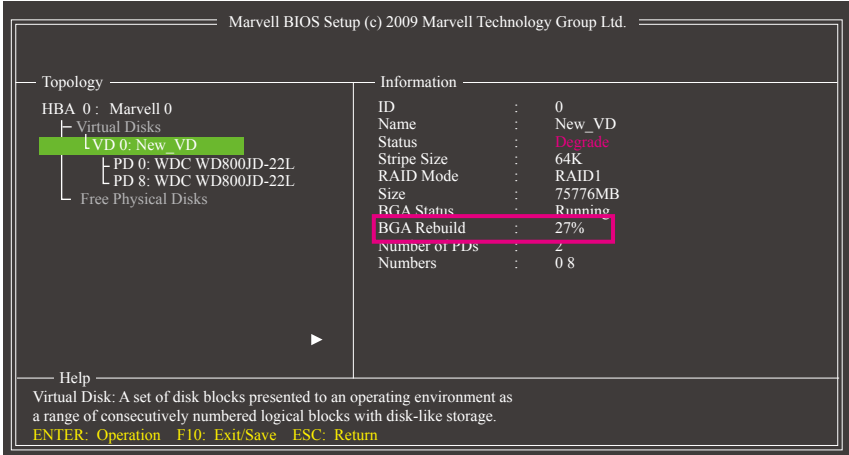 Marvell BIOS Setup (c) 2009 Marvell Technology Group Ltd.
Topology
HBA 0 : Marvell 0
Virtual Disks
VD 0: New_VD
PD 0: WDC WD800JD-22L
PD 8: WDC WD800JD-22L
Free Physical Disks
Information
ID : 0
Name : New_VD
Status : Degrade
Stripe Size : 64K
RAID Mode : RAID1
Size : 75776MB
BGA Status : Running
BGA Rebuild : 27%
Number of PDs : 2
Numbers : 0 8
Help
Virtual Disk: A set of disk blocks presented to an operating environment as
a range of consecutively numbered logical blocks with disk-like storage.
ENTER: Operation F10: Exit/Save ESC: Return